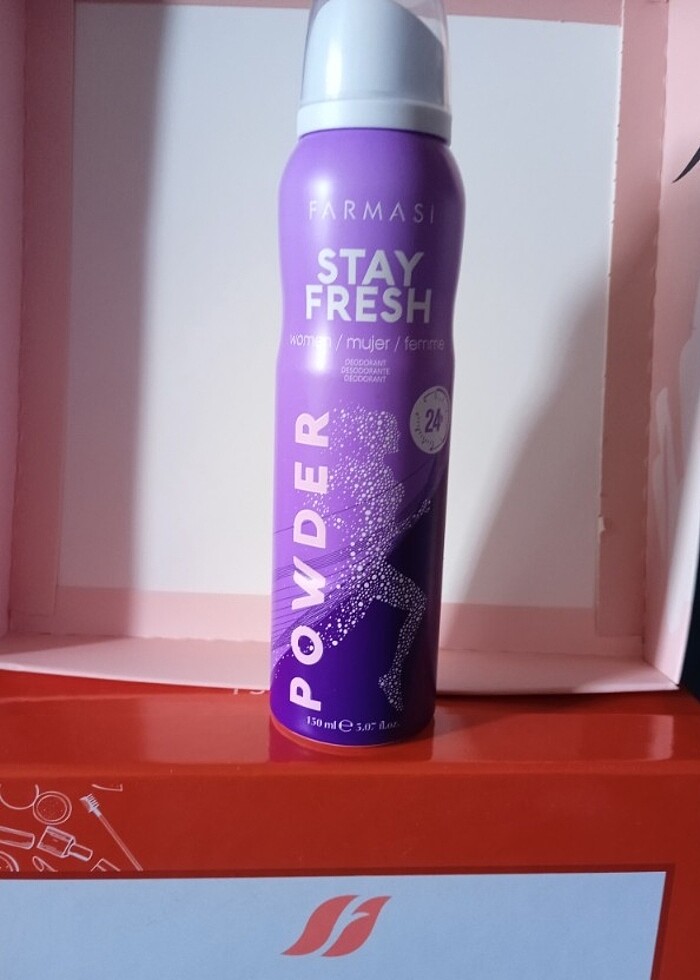 FARMASI
STAY
FRESH
women / mujer / femme
DEODORANT
DESODORANTE
DEODORANT
24
POWDER
150 ml ℮ 5.07 fl.oz.